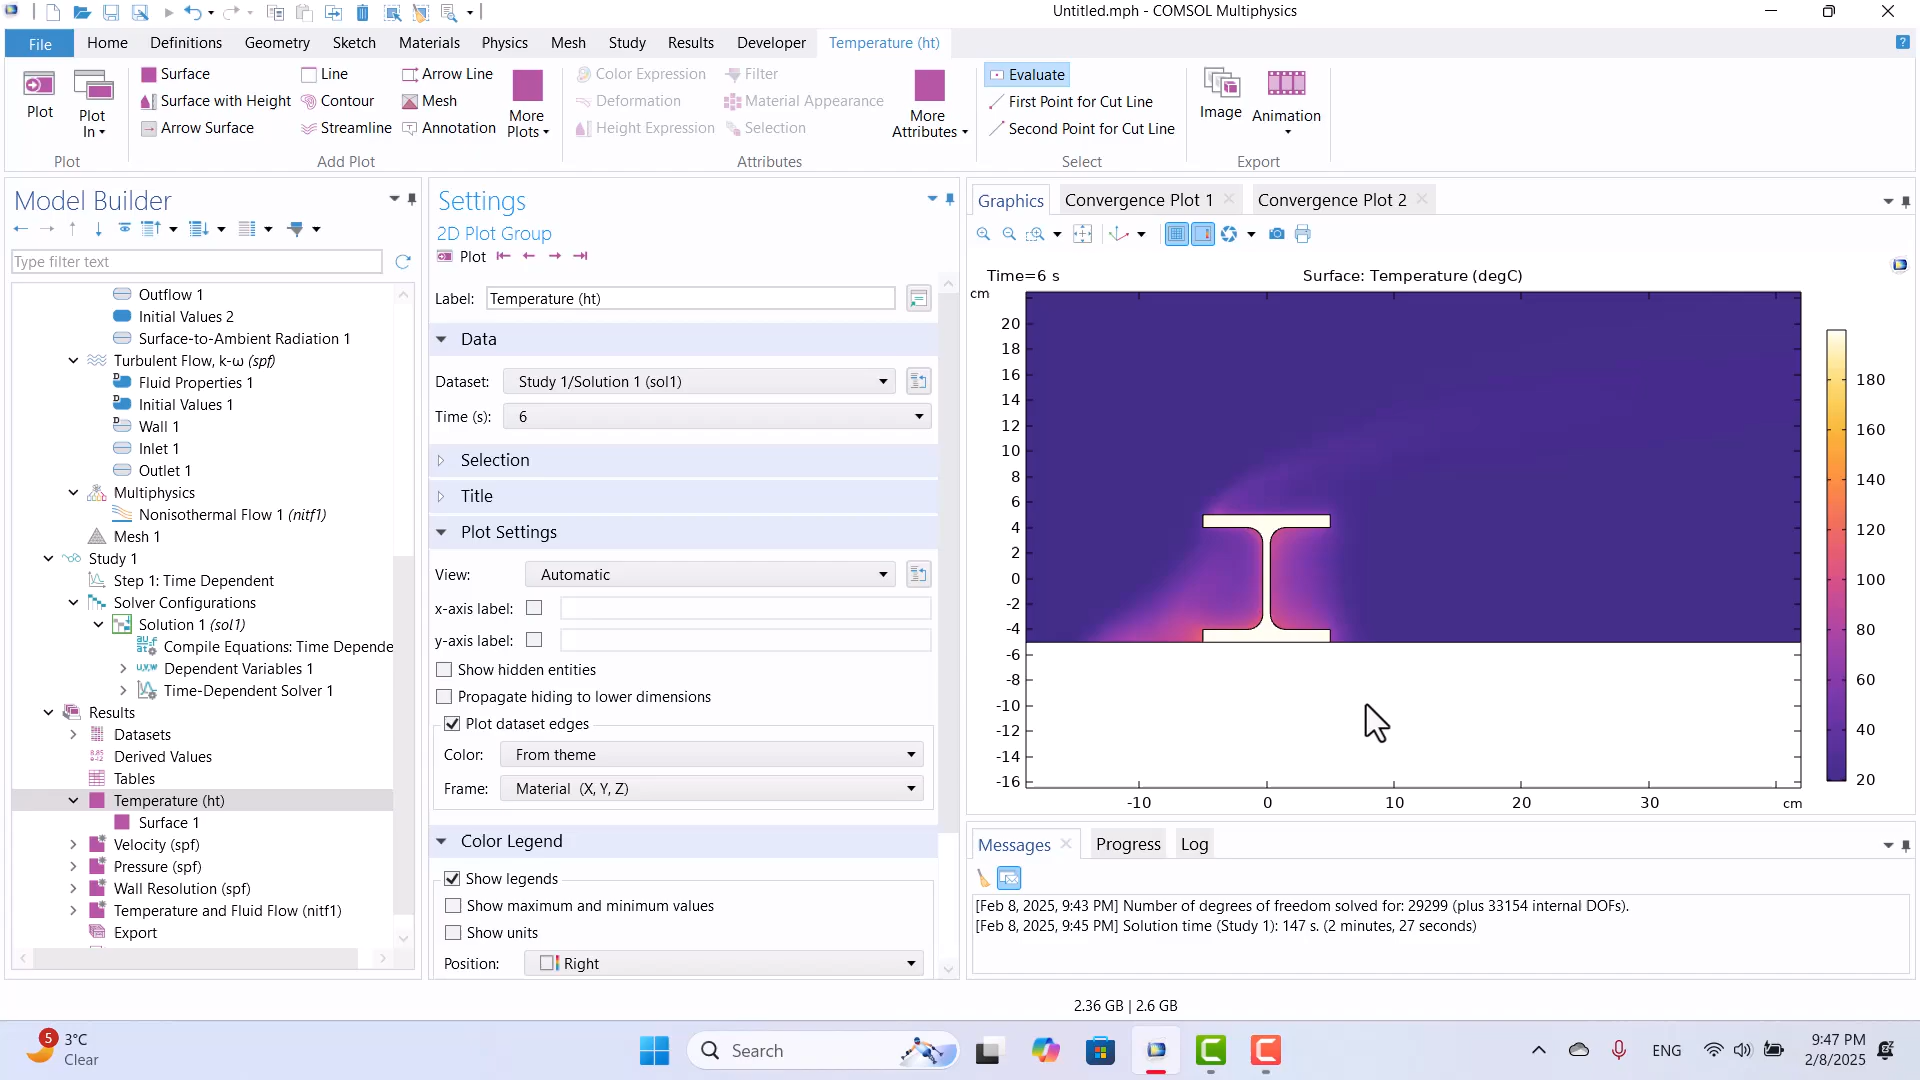 Untitled.mph - COMSOL Multiphysics
File
Home
Definitions
Geometry
Sketch
Materials
Physics
Mesh
Study
Results
Developer
Temperature (ht)
Plot
Plot In
Plot
Surface
Surface with Height
Arrow Surface
Line
Contour
Streamline
Arrow Line
Mesh
Annotation
More Plots
Add Plot
Color Expression
Deformation
Height Expression
Filter
Material Appearance
Selection
More Attributes
Attributes
Evaluate
First Point for Cut Line
Second Point for Cut Line
Select
Image
Animation
Export
Model Builder
Type filter text
Outflow 1
Initial Values 2
Surface-to-Ambient Radiation 1
Turbulent Flow, k-ω (spf)
Fluid Properties 1
Initial Values 1
Wall 1
Inlet 1
Outlet 1
Multiphysics
Nonisothermal Flow 1 (nitf1)
Mesh 1
Study 1
Step 1: Time Dependent
Solver Configurations
Solution 1 (sol1)
Compile Equations: Time Depende
Dependent Variables 1
Time-Dependent Solver 1
Results
Datasets
Derived Values
Tables
Temperature (ht)
Surface 1
Velocity (spf)
Pressure (spf)
Wall Resolution (spf)
Temperature and Fluid Flow (nitf1)
Export
Settings
2D Plot Group
Plot
Label: Temperature (ht)
Data
Dataset: Study 1/Solution 1 (sol1)
Time (s): 6
Selection
Title
Plot Settings
View: Automatic
x-axis label:
y-axis label:
Show hidden entities
Propagate hiding to lower dimensions
Plot dataset edges
Color: From theme
Frame: Material (X, Y, Z)
Color Legend
Show legends
Show maximum and minimum values
Show units
Position: Right
Graphics
Convergence Plot 1
Convergence Plot 2
Time=6 s
Surface: Temperature (degC)
cm
20
18
16
14
12
10
8
6
4
2
0
-2
-4
-6
-8
-10
-12
-14
-16
-10
0
10
20
30
cm
180
160
140
120
100
80
60
40
20
Messages
Progress
Log
[Feb 8, 2025, 9:43 PM] Number of degrees of freedom solved for: 29299 (plus 33154 internal DOFs).
[Feb 8, 2025, 9:45 PM] Solution time (Study 1): 147 s. (2 minutes, 27 seconds)
2.36 GB | 2.6 GB
5
3°C
Clear
Search
ENG
9:47 PM
2/8/2025